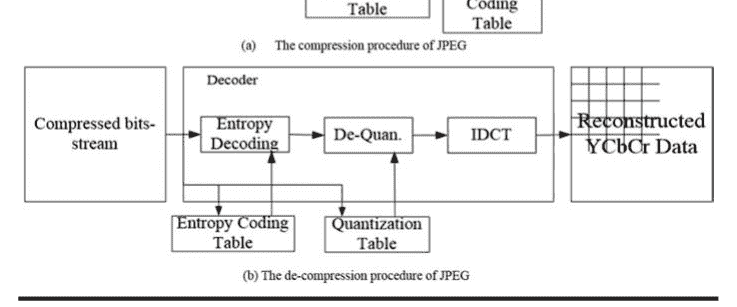 Table
Coding
Table
(a) The compression procedure of JPEG
Decoder
Compressed bits-
stream
Entropy
Decoding
De-Quan.
IDCT
Reconstructed
YCbCr Data
Entropy Coding
Table
Quantization
Table
(b) The de-compression procedure of JPEG